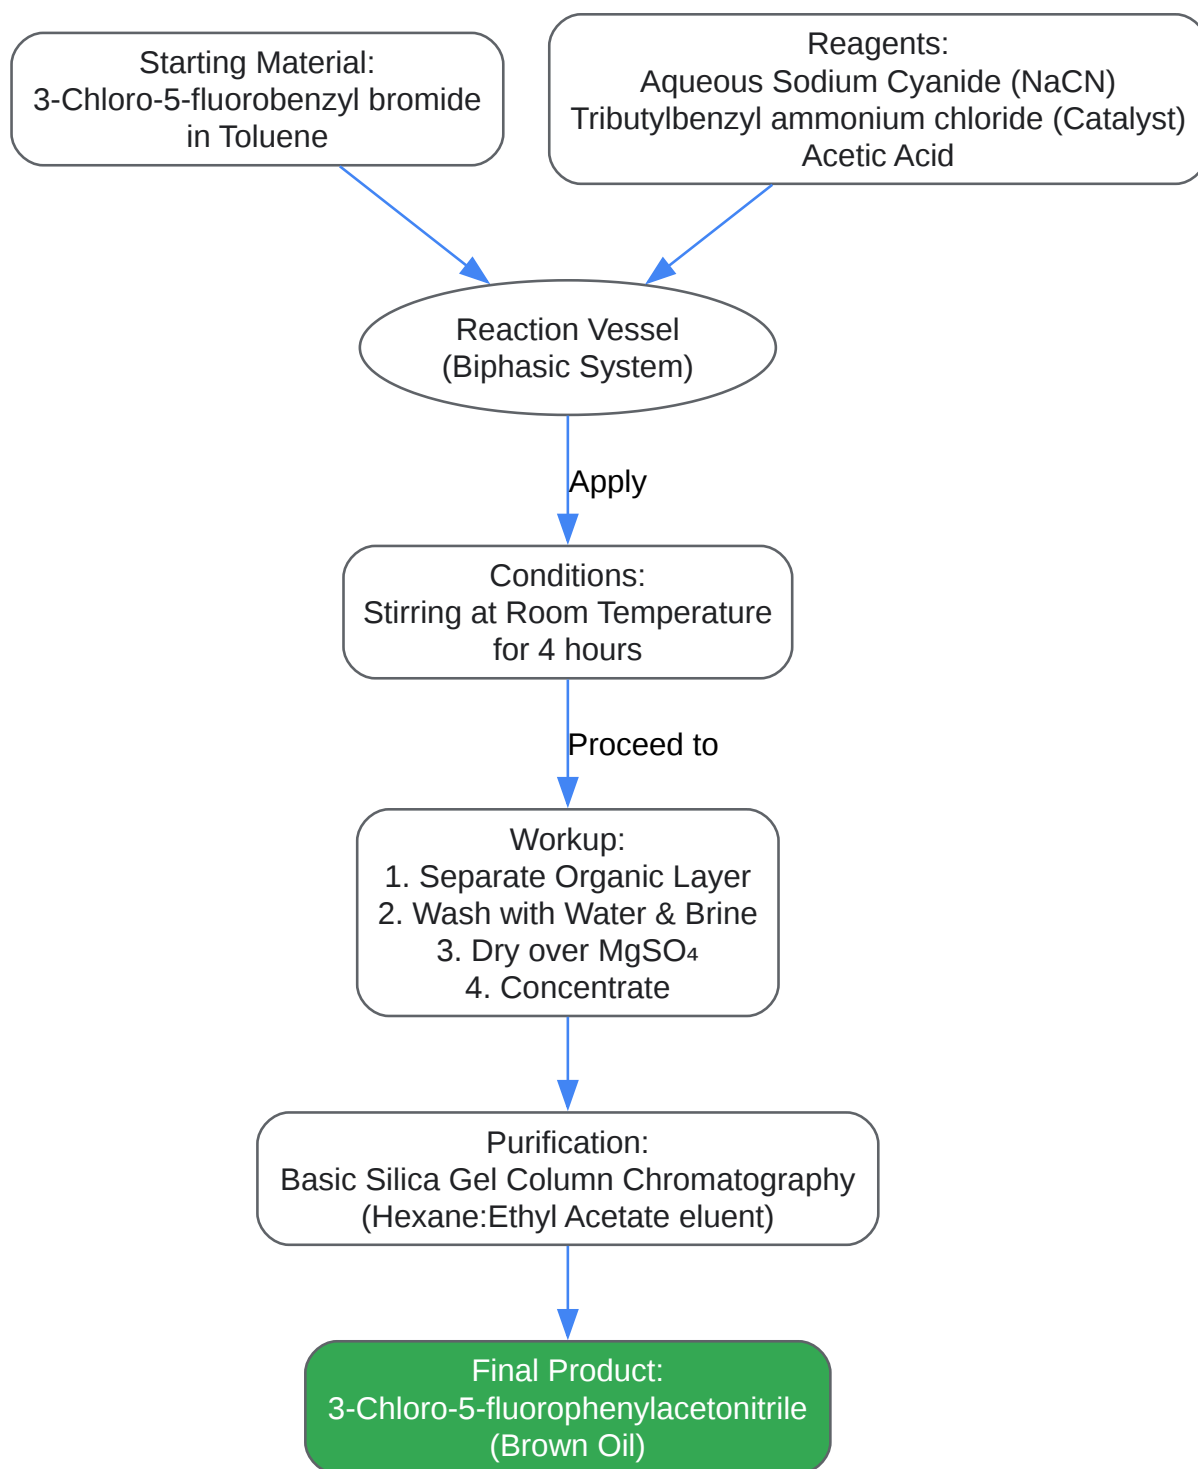 Starting Material:
3-Chloro-5-fluorobenzyl bromide
in Toluene
Reagents:
Aqueous Sodium Cyanide (NaCN)
Tributylbenzyl ammonium chloride (Catalyst)
Acetic Acid
Reaction Vessel
(Biphasic System)
Apply
Conditions:
Stirring at Room Temperature
for 4 hours
Proceed to
Workup:
1. Separate Organic Layer
2. Wash with Water & Brine
3. Dry over MgSO₄
4. Concentrate
Purification:
Basic Silica Gel Column Chromatography
(Hexane:Ethyl Acetate eluent)
Final Product:
3-Chloro-5-fluorophenylacetonitrile
(Brown Oil)